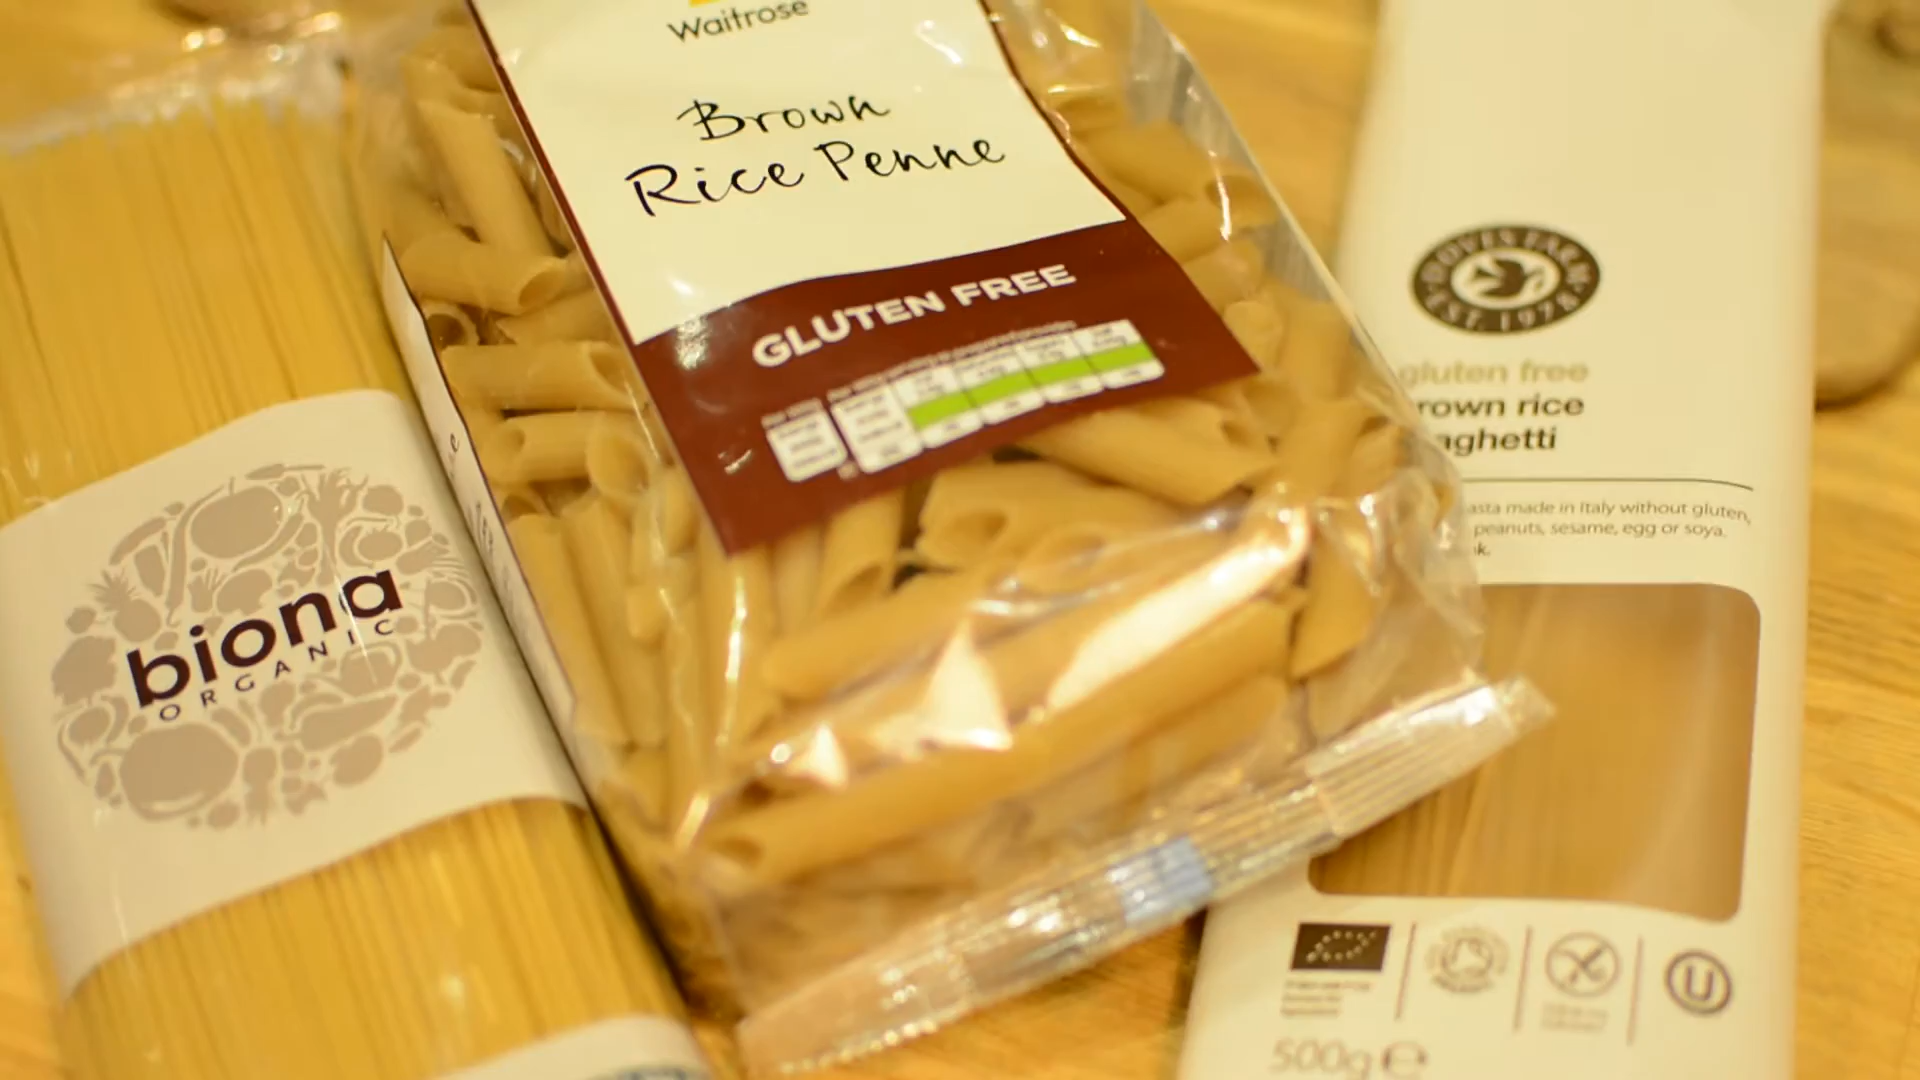 Waitrose
Brown
Rice Penne
GLUTEN FREE
biona
ORGANIC
DOVES FARM
EST. 1978
gluten free
rown rice
aghetti
asta made in Italy without gluten,
peanuts, sesame, egg or soya.
k.
U
500g e